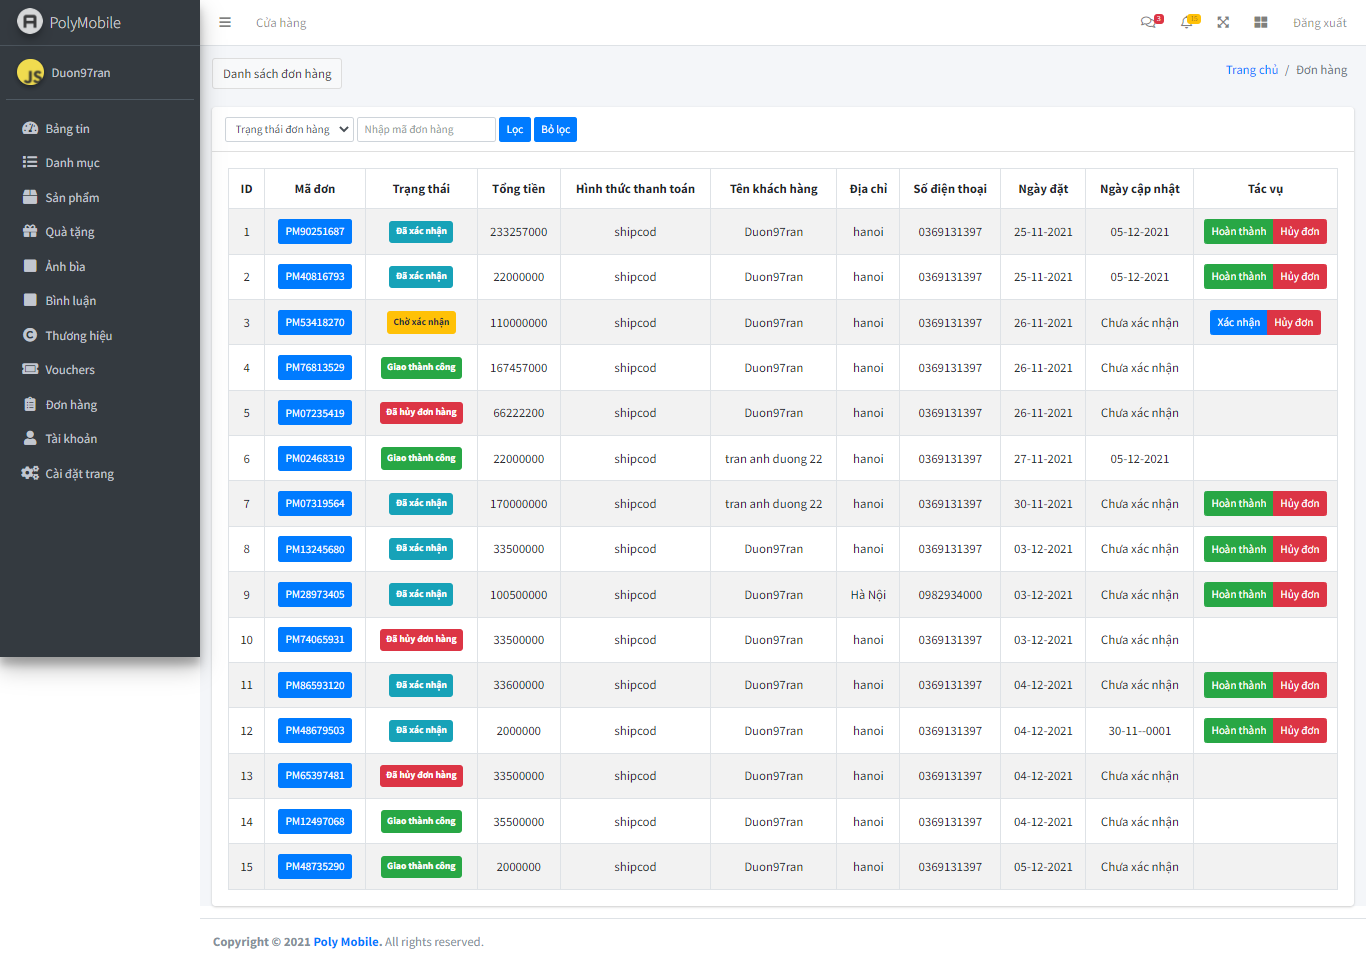 PolyMobile
Cửa hàng
3
15
Đăng xuất
Duon97ran
Bảng tin
Danh mục
Sản phẩm
Quà tặng
Ảnh bìa
Bình luận
Thương hiệu
Vouchers
Đơn hàng
Tài khoản
Cài đặt trang
Danh sách đơn hàng
Trang chủ / Đơn hàng
Trạng thái đơn hàng Nhập mã đơn hàng Lọc Bỏ lọc
ID Mã đơn Trạng thái Tổng tiền Hình thức thanh toán Tên khách hàng Địa chỉ Số điện thoại Ngày đặt Ngày cập nhật Tác vụ
1 PM90251687 Đã xác nhận 233257000 shipcod Duon97ran hanoi 0369131397 25-11-2021 05-12-2021 Hoàn thành Hủy đơn
2 PM40816793 Đã xác nhận 22000000 shipcod Duon97ran hanoi 0369131397 25-11-2021 05-12-2021 Hoàn thành Hủy đơn
3 PM53418270 Chờ xác nhận 110000000 shipcod Duon97ran hanoi 0369131397 26-11-2021 Chưa xác nhận Xác nhận Hủy đơn
4 PM76813529 Giao thành công 167457000 shipcod Duon97ran hanoi 0369131397 26-11-2021 Chưa xác nhận
5 PM07235419 Đã hủy đơn hàng 66222200 shipcod Duon97ran hanoi 0369131397 26-11-2021 Chưa xác nhận
6 PM02468319 Giao thành công 22000000 shipcod tran anh duong 22 hanoi 0369131397 27-11-2021 05-12-2021
7 PM07319564 Đã xác nhận 170000000 shipcod tran anh duong 22 hanoi 0369131397 30-11-2021 Chưa xác nhận Hoàn thành Hủy đơn
8 PM13245680 Đã xác nhận 33500000 shipcod Duon97ran hanoi 0369131397 03-12-2021 Chưa xác nhận Hoàn thành Hủy đơn
9 PM28973405 Đã xác nhận 100500000 shipcod Duon97ran Hà Nội 0982934000 03-12-2021 Chưa xác nhận Hoàn thành Hủy đơn
10 PM74065931 Đã hủy đơn hàng 33500000 shipcod Duon97ran hanoi 0369131397 03-12-2021 Chưa xác nhận
11 PM86593120 Đã xác nhận 33600000 shipcod Duon97ran hanoi 0369131397 04-12-2021 Chưa xác nhận Hoàn thành Hủy đơn
12 PM48679503 Đã xác nhận 2000000 shipcod Duon97ran hanoi 0369131397 04-12-2021 30-11--0001 Hoàn thành Hủy đơn
13 PM65397481 Đã hủy đơn hàng 33500000 shipcod Duon97ran hanoi 0369131397 04-12-2021 Chưa xác nhận
14 PM12497068 Giao thành công 35500000 shipcod Duon97ran hanoi 0369131397 04-12-2021 Chưa xác nhận
15 PM48735290 Giao thành công 2000000 shipcod Duon97ran hanoi 0369131397 05-12-2021 Chưa xác nhận
Copyright © 2021 Poly Mobile. All rights reserved.